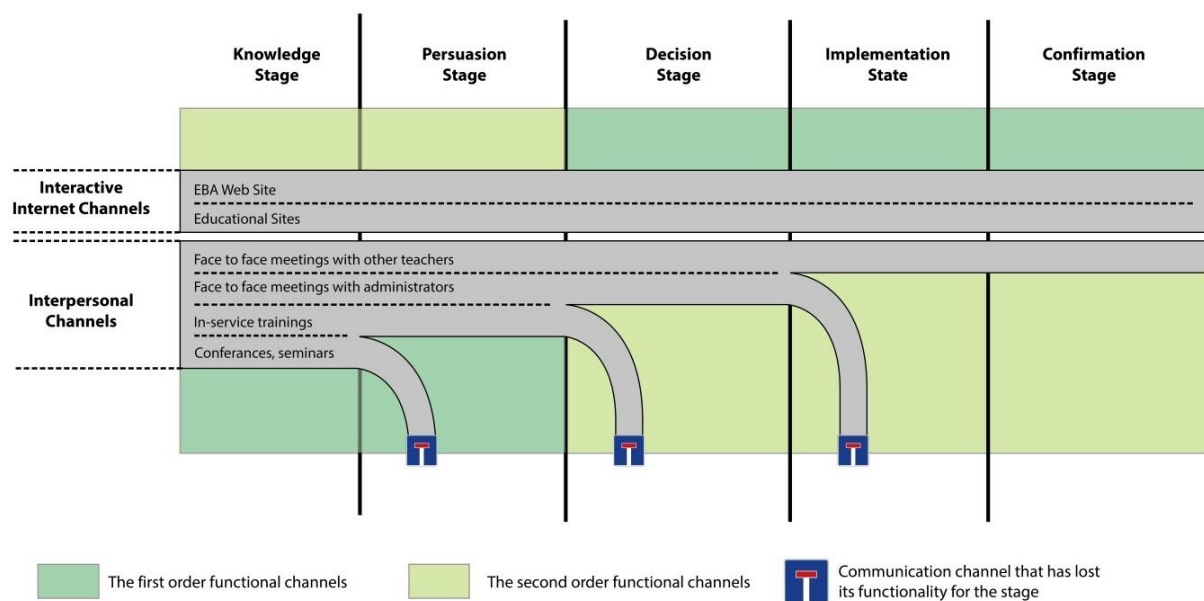 Knowledge
Stage
Persuasion
Stage
Decision
Stage
Implementation
State
Confirmation
Stage
Interactive
Internet Channels
EBA Web Site
Educational Sites
Interpersonal
Channels
Face to face meetings with other teachers
Face to face meetings with administrators
In-service trainings
Conferances, seminars
The first order functional channels
The second order functional channels
Communication channel that has lost
its functionality for the stage